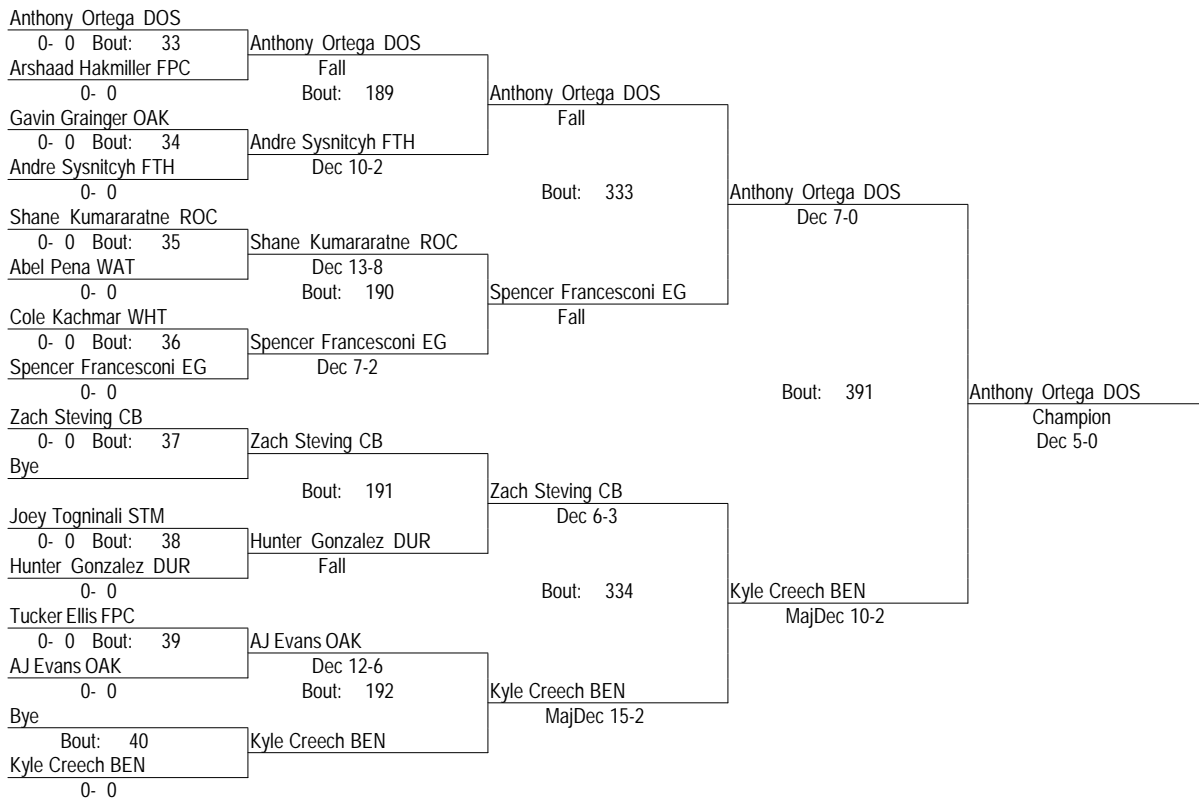 Anthony Ortega DOS
0- 0 Bout: 33
Arshaad Hakmiller FPC
0- 0
Gavin Grainger OAK
0- 0 Bout: 34
Andre Sysnitcyh FTH
0- 0
Shane Kumararatne ROC
0- 0 Bout: 35
Abel Pena WAT
0- 0
Cole Kachmar WHT
0- 0 Bout: 36
Spencer Francesconi EG
0- 0
Zach Steving CB
0- 0 Bout: 37
Bye
Joey Togninali STM
0- 0 Bout: 38
Hunter Gonzalez DUR
0- 0
Tucker Ellis FPC
0- 0 Bout: 39
AJ Evans OAK
0- 0
Bye
Bout: 40
Kyle Creech BEN
0- 0
Anthony Ortega DOS
Fall
Bout: 189
Andre Sysnitcyh FTH
Dec 10-2
Shane Kumararatne ROC
Dec 13-8
Bout: 190
Spencer Francesconi EG
Dec 7-2
Zach Steving CB
Bout: 191
Hunter Gonzalez DUR
Fall
AJ Evans OAK
Dec 12-6
Bout: 192
Kyle Creech BEN
Anthony Ortega DOS
Fall
Bout: 333
Spencer Francesconi EG
Fall
Zach Steving CB
Dec 6-3
Bout: 334
Kyle Creech BEN
MajDec 15-2
Anthony Ortega DOS
Dec 7-0
Bout: 391
Kyle Creech BEN
MajDec 10-2
Anthony Ortega DOS
Champion
Dec 5-0